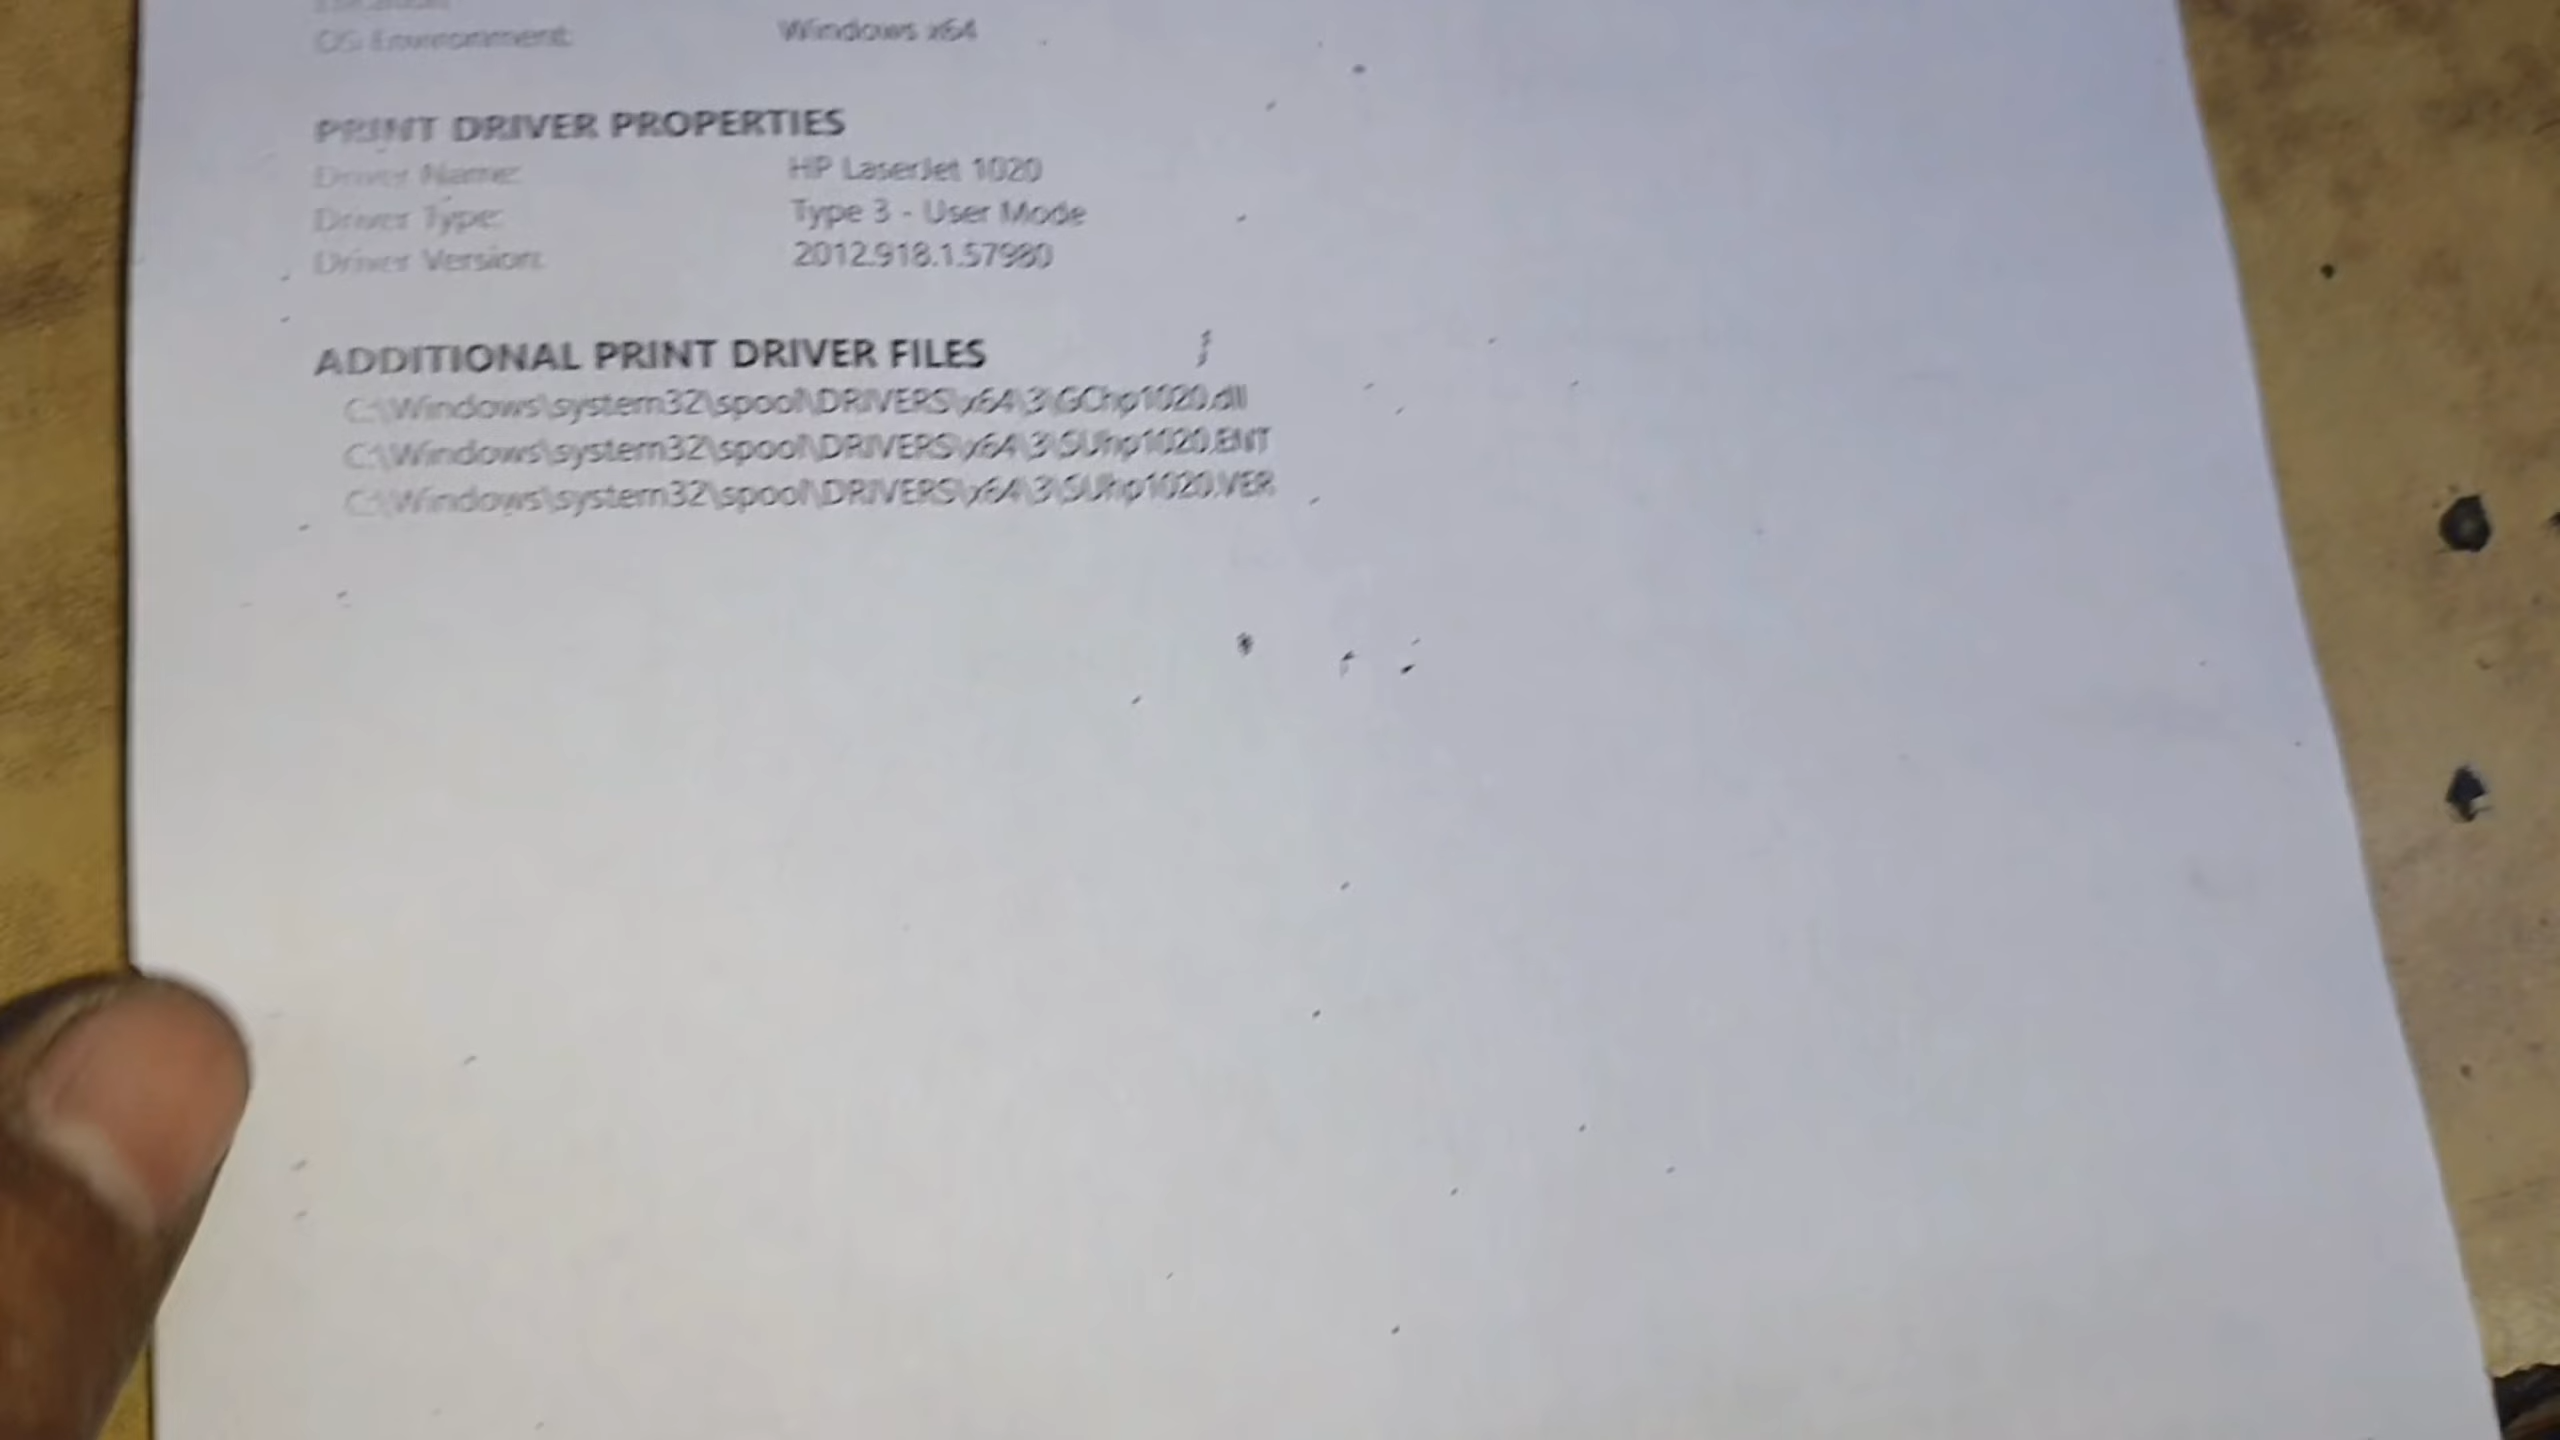 OS Environment: Windows x64
PRINT DRIVER PROPERTIES
Driver Name: HP LaserJet 1020
Driver Type: Type 3 - User Mode
Driver Version: 2012.918.1.57980
ADDITIONAL PRINT DRIVER FILES
C:\Windows\system32\spool\DRIVERS\x64\3\GChp1020.dll
C:\Windows\system32\spool\DRIVERS\x64\3\SUhp1020.ENT
C:\Windows\system32\spool\DRIVERS\x64\3\SUhp1020.VER